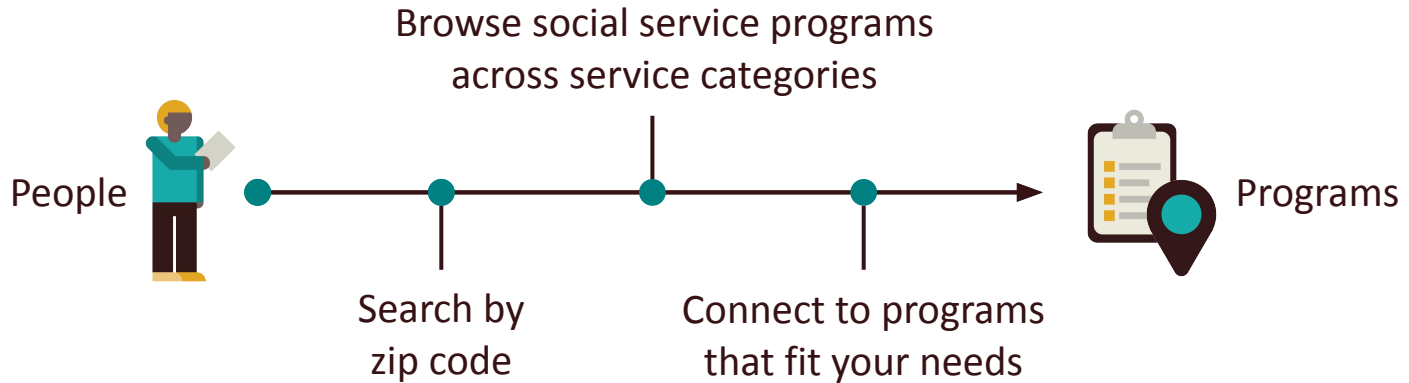 Browse social service programs
across service categories
People
Programs
Search by
zip code
Connect to programs
that fit your needs